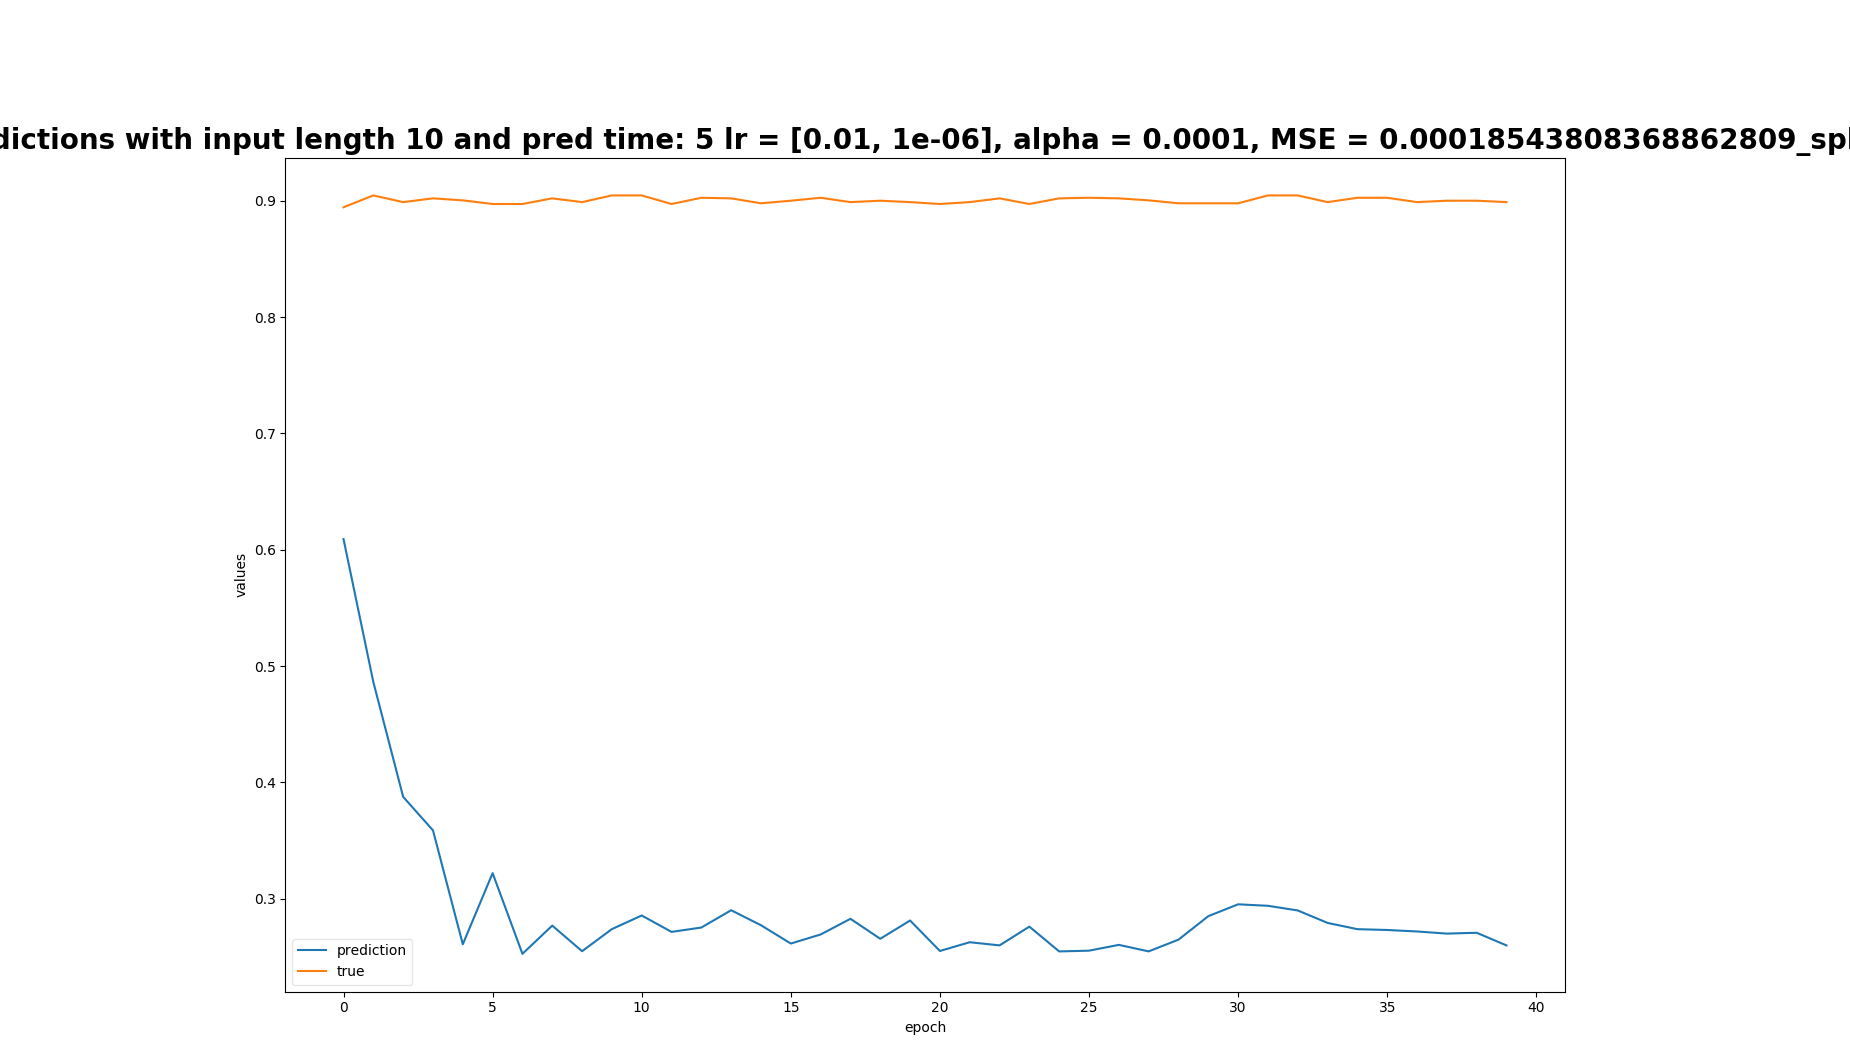 dictions with input length 10 and pred time: 5 lr = [0.01, 1e-06], alpha = 0.0001, MSE = 0.00018543808368862809_spl
0.9
0.8
0.7
0.6
0.5
0.4
0.3
values
prediction
true
0 5 10 15 20 25 30 35 40
epoch